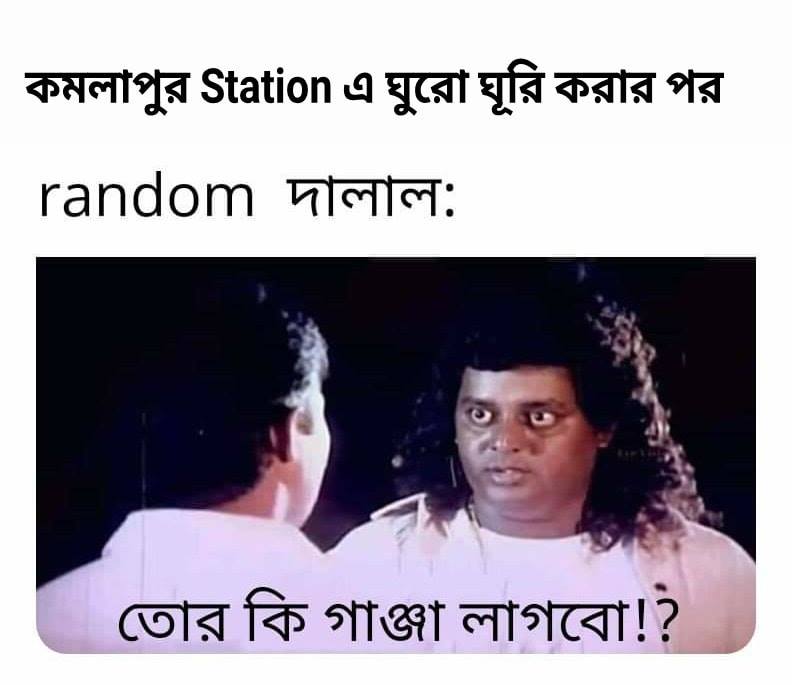 কমলাপুর Station এ ঘুরো ঘূরি করার পর
random দালাল:
তোর কি গাঞ্জা লাগবো!?